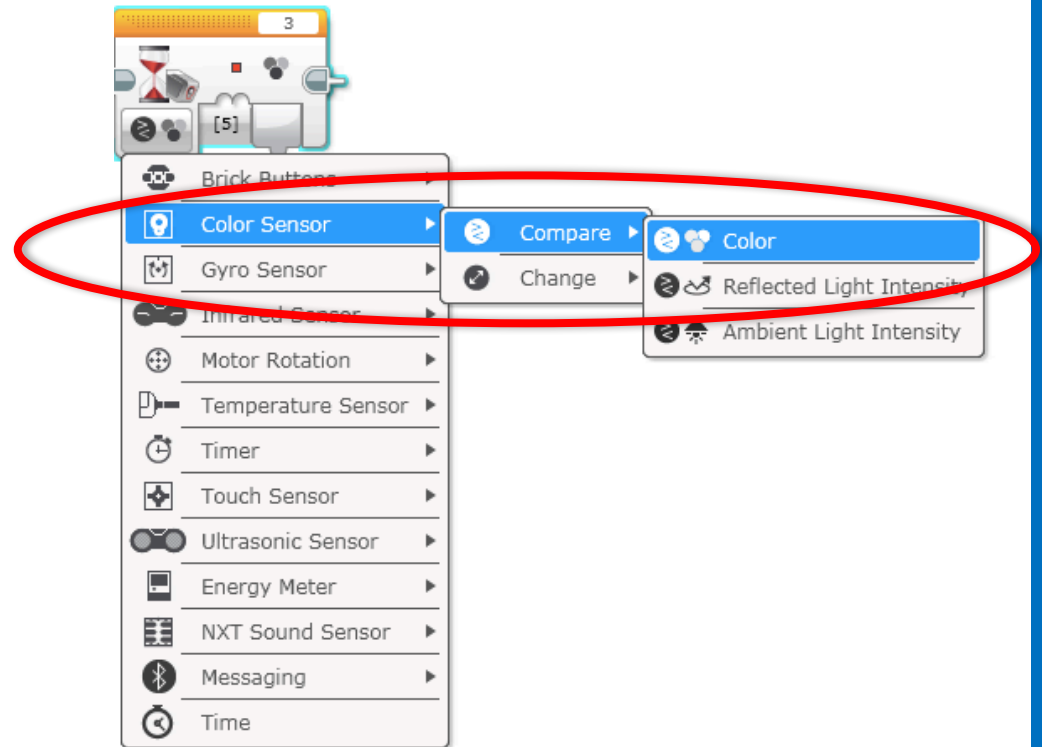 3
[5]
Brick Buttons
Color Sensor
Compare
Color
Gyro Sensor
Change
Reflected Light Intensity
Infrared Sensor
Ambient Light Intensity
Motor Rotation
Temperature Sensor
Timer
Touch Sensor
Ultrasonic Sensor
Energy Meter
NXT Sound Sensor
Messaging
Time